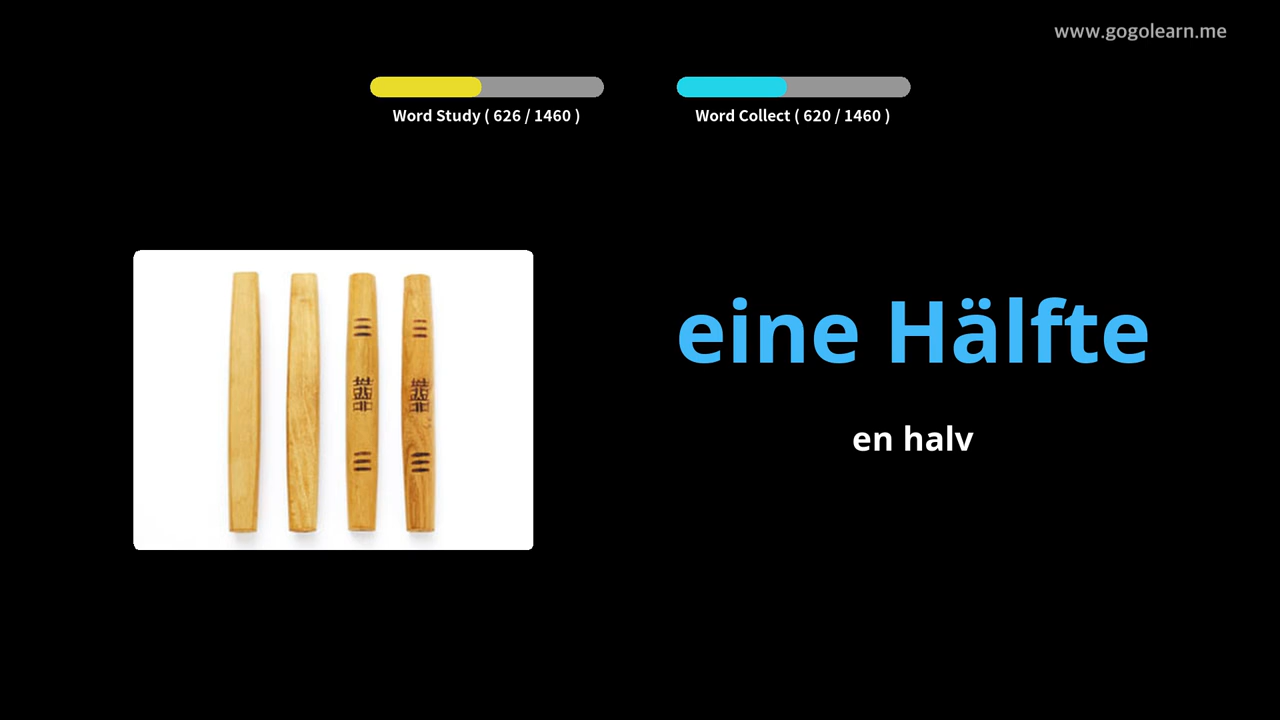 www.gogolearn.me
Word Study ( 626 / 1460 )
Word Collect ( 620 / 1460 )
eine Hälfte
en halv